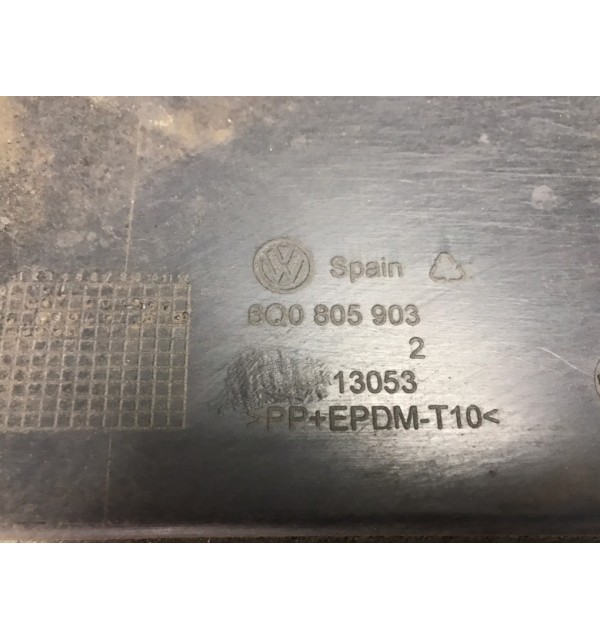 Spain
6Q0 805 903
2
13053
>PP+EPDM-T10<